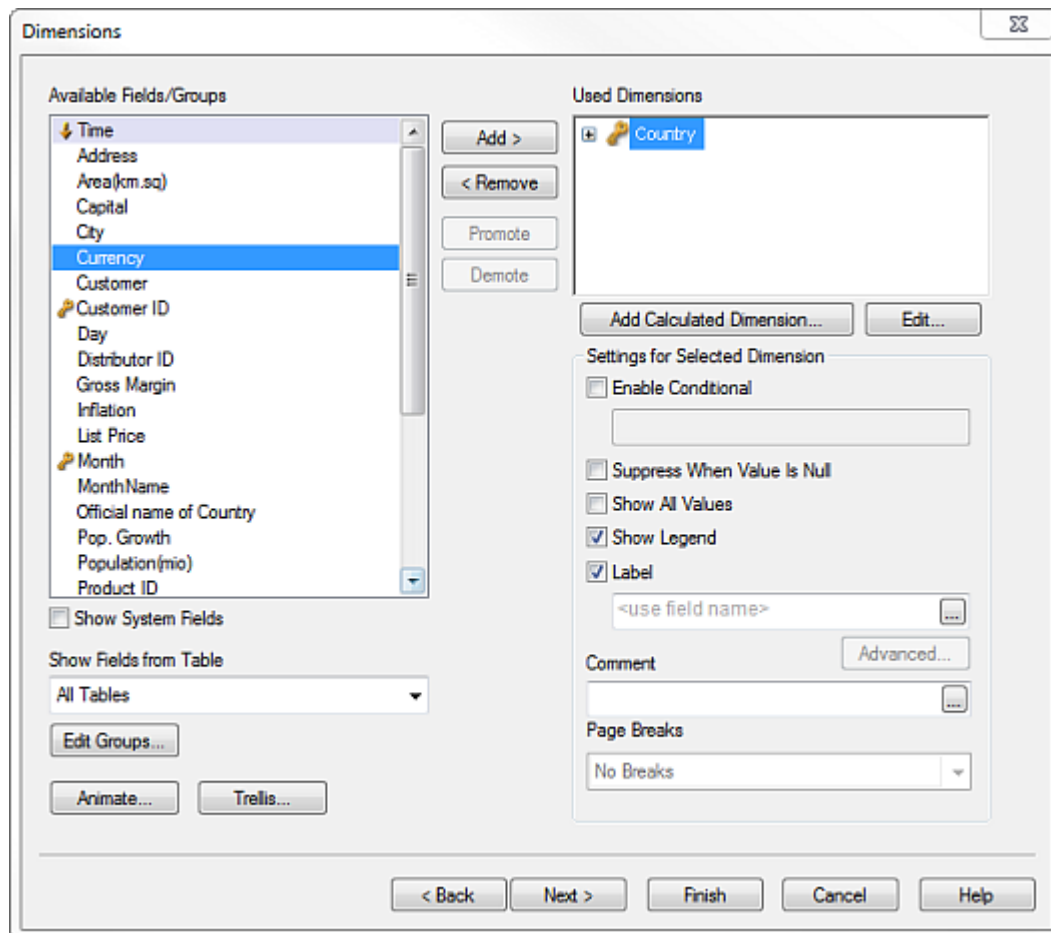 Dimensions
Available Fields/Groups
Time
Address
Area(km.sq)
Capital
City
Currency
Customer
Customer ID
Day
Distributor ID
Gross Margin
Inflation
List Price
Month
MonthName
Official name of Country
Pop. Growth
Population(mio)
Product ID
Show System Fields
Show Fields from Table
All Tables
Edit Groups...
Animate...
Trellis...
Add >
< Remove
Promote
Demote
Used Dimensions
Country
Add Calculated Dimension...
Edit...
Settings for Selected Dimension
Enable Conditional
Suppress When Value Is Null
Show All Values
Show Legend
Label
<use field name>
...
Advanced...
Comment
...
Page Breaks
No Breaks
< Back
Next >
Finish
Cancel
Help